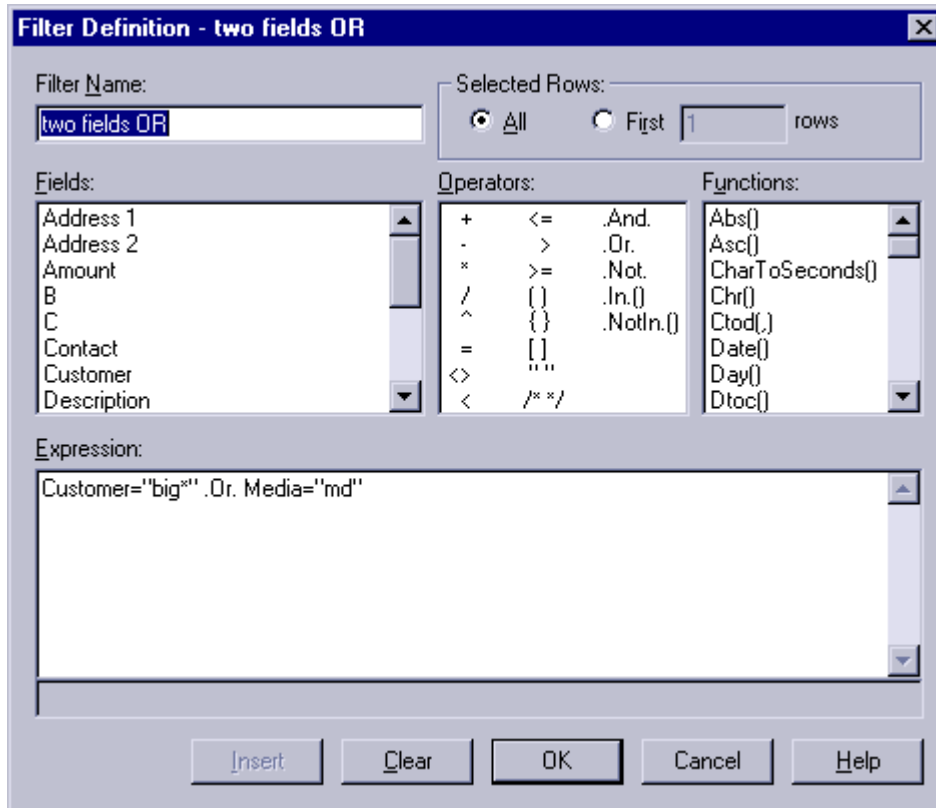 Filter Definition - two fields OR
Filter Name:
two fields OR
Selected Rows:
All
First
1
rows
Fields:
Address 1
Address 2
Amount
B
C
Contact
Customer
Description
Operators:
+ <= .And.
- > .Or.
* >= .Not.
/ ( ) .In.()
^ { } .NotIn.()
= [ ]
<> " "
< /* */
Functions:
Abs()
Asc()
CharToSeconds()
Chr()
Ctod(,)
Date()
Day()
Dtoc()
Expression:
Customer="big*" .Or. Media="md"
Insert
Clear
OK
Cancel
Help